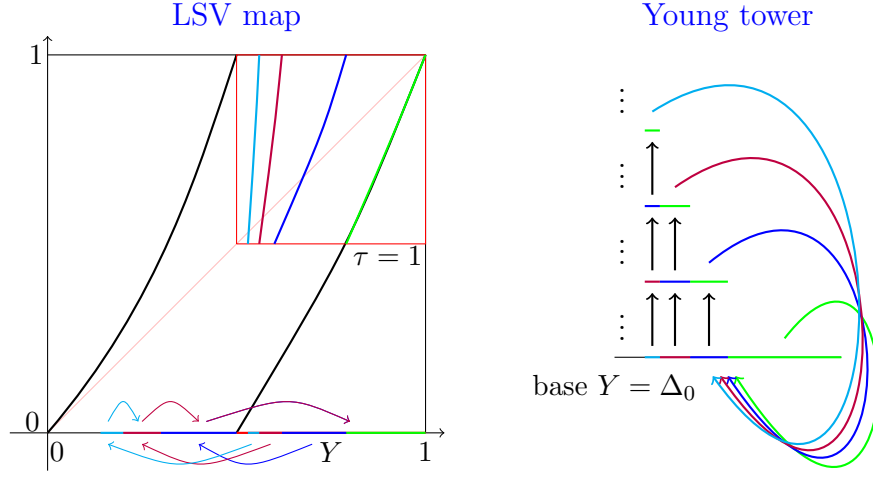 LSV map
Young tower
1
τ = 1
base Y = Δ₀
0
0
Y
1